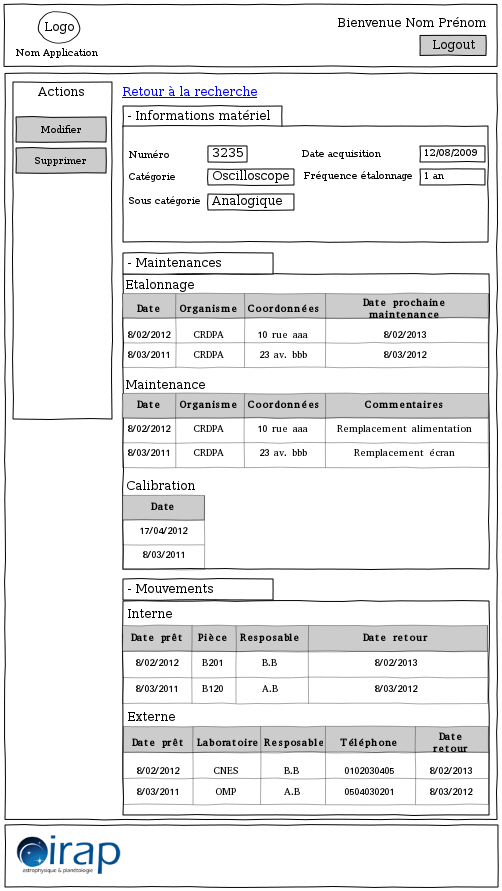 Logo
Nom Application
Bienvenue Nom Prénom
Logout
Actions
Modifier
Supprimer
Retour à la recherche
- Informations matériel
Numéro 3235 Date acquisition 12/08/2009
Catégorie Oscilloscope Fréquence étalonnage 1 an
Sous catégorie Analogique
- Maintenances
Etalonnage
Date Organisme Coordonnées Date prochaine
maintenance
8/02/2012 CRDPA 10 rue aaa 8/02/2013
8/03/2011 CRDPA 23 av. bbb 8/03/2012
Maintenance
Date Organisme Coordonnées Commentaires
8/02/2012 CRDPA 10 rue aaa Remplacement alimentation
8/03/2011 CRDPA 23 av. bbb Remplacement écran
Calibration
Date
17/04/2012
8/03/2011
- Mouvements
Interne
Date prêt Pièce Resposable Date retour
8/02/2012 B201 B.B 8/02/2013
8/03/2011 B120 A.B 8/03/2012
Externe
Date prêt Laboratoire Resposable Téléphone Date
retour
8/02/2012 CNES B.B 0102030405 8/02/2013
8/03/2011 OMP A.B 0504030201 8/03/2012
irap
astrophysique & planétologie